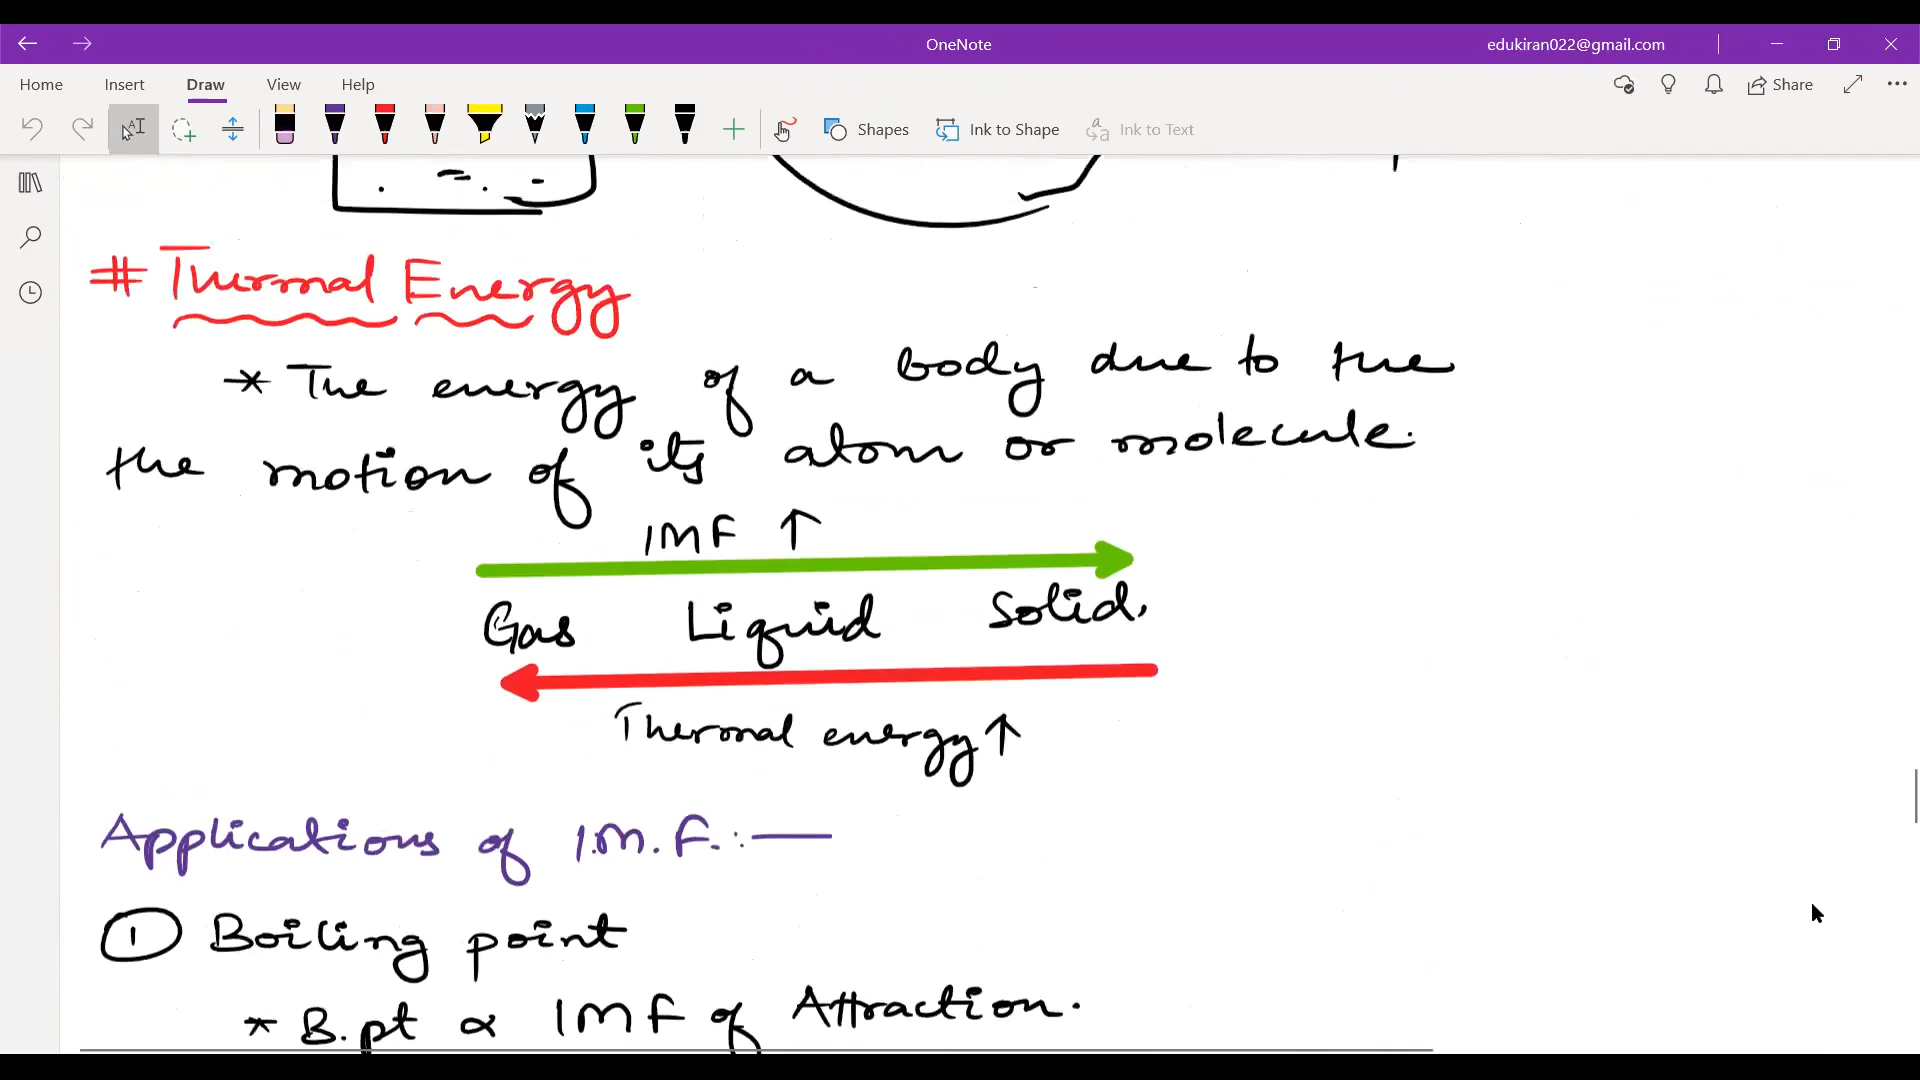 OneNote
edukiran022@gmail.com
Home Insert Draw View Help
Share
Shapes Ink to Shape Ink to Text
# Thermal Energy
* The energy of a body due to the
the motion of its atom or molecule.
IMF ↑
Gas Liquid Solid.
Thermal energy ↑
Applications of I.M.F. :—
① Boiling point
* B.pt ∝ IMF of Attraction.